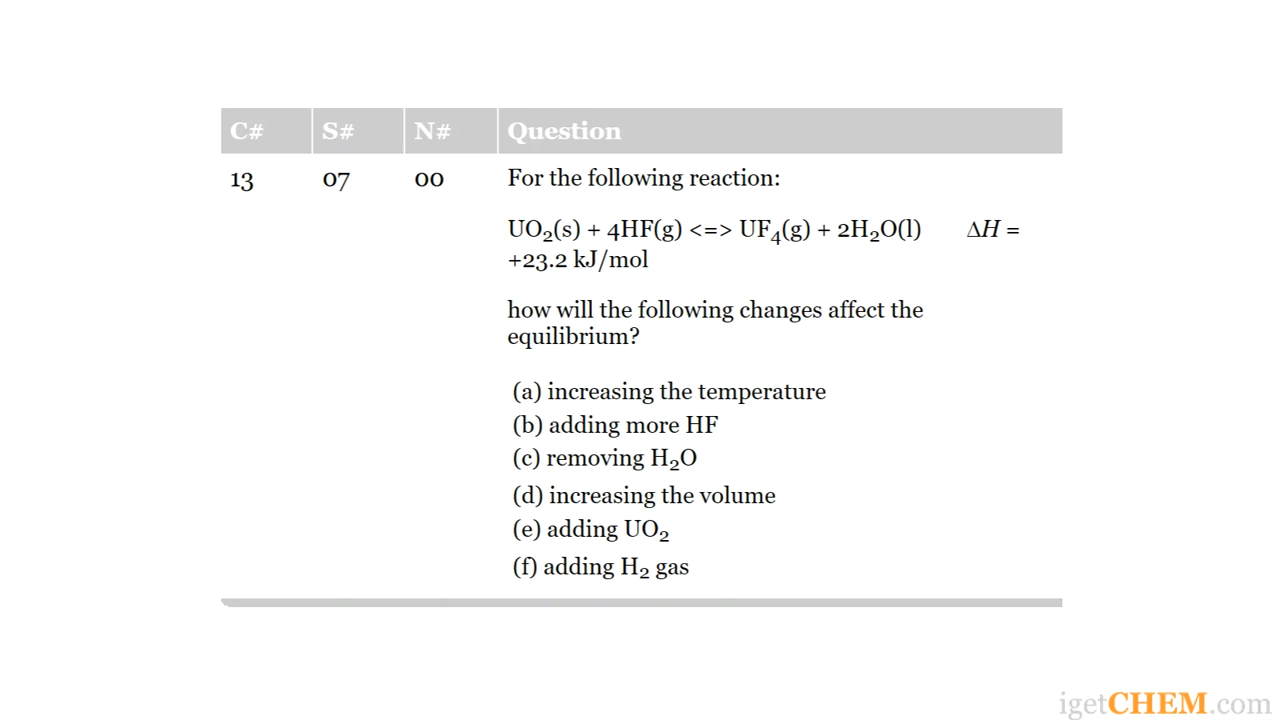 C# S# N# Question
13 07 00 For the following reaction:
UO₂(s) + 4HF(g) <=> UF₄(g) + 2H₂O(l) ΔH =
+23.2 kJ/mol
how will the following changes affect the
equilibrium?
(a) increasing the temperature
(b) adding more HF
(c) removing H₂O
(d) increasing the volume
(e) adding UO₂
(f) adding H₂ gas
igetCHEM.com